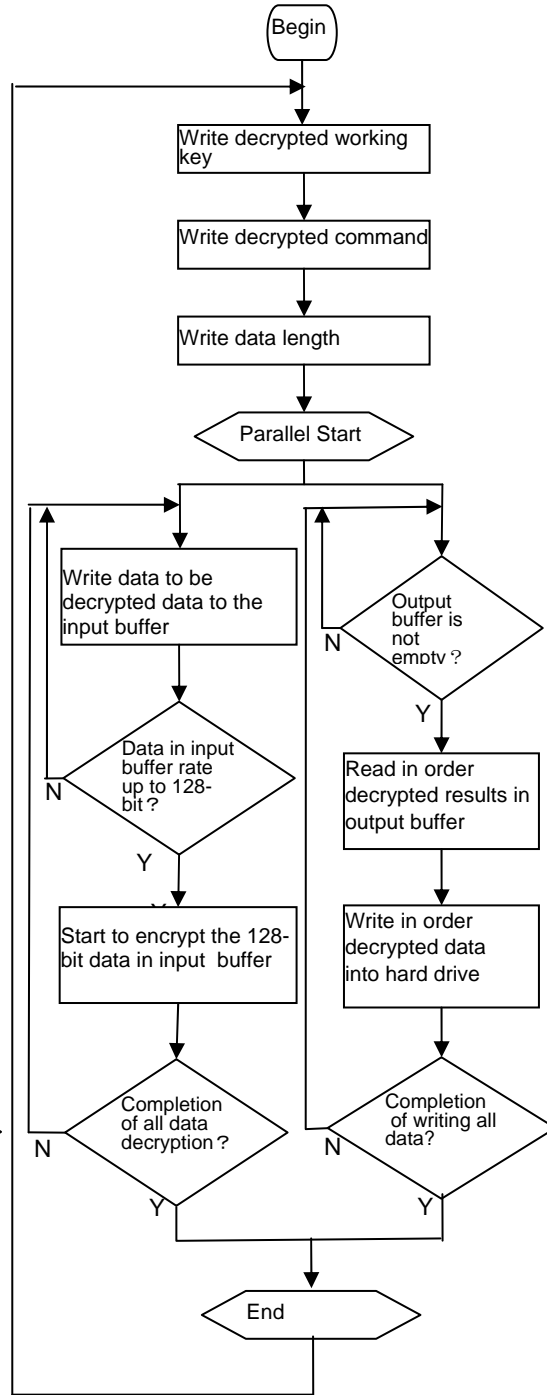 Begin
Write decrypted working
key
Write decrypted command
Write data length
Parallel Start
Write data to be
decrypted data to the
input buffer
Output
buffer is
not
empty？
N
Y
Data in input
buffer rate
up to 128-
bit？
N
Y
Read in order
decrypted results in
output buffer
Start to encrypt the 128-
bit data in input buffer
Write in order
decrypted data
into hard drive
Completion
of all data
decryption？
N
Y
Completion
of writing all
data?
N
Y
End